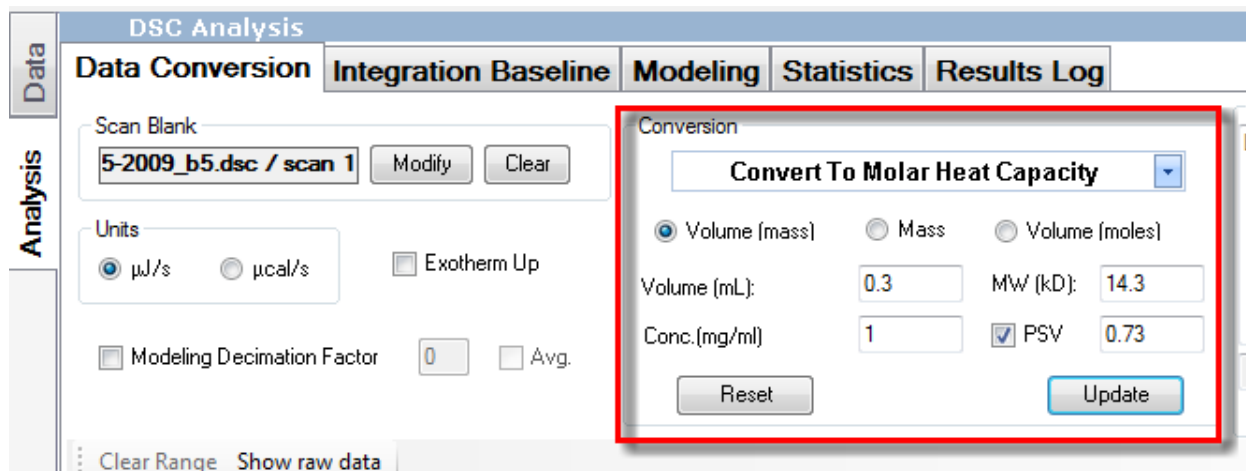 DSC Analysis
Data
Analysis
Data Conversion Integration Baseline Modeling Statistics Results Log
Scan Blank
5-2009_b5.dsc / scan 1 Modify Clear
Units
µJ/s µcal/s Exotherm Up
Modeling Decimation Factor 0 Avg.
Conversion
Convert To Molar Heat Capacity
Volume (mass) Mass Volume (moles)
Volume (mL): 0.3 MW (kD): 14.3
Conc.(mg/ml) 1 PSV 0.73
Reset Update
Clear Range Show raw data